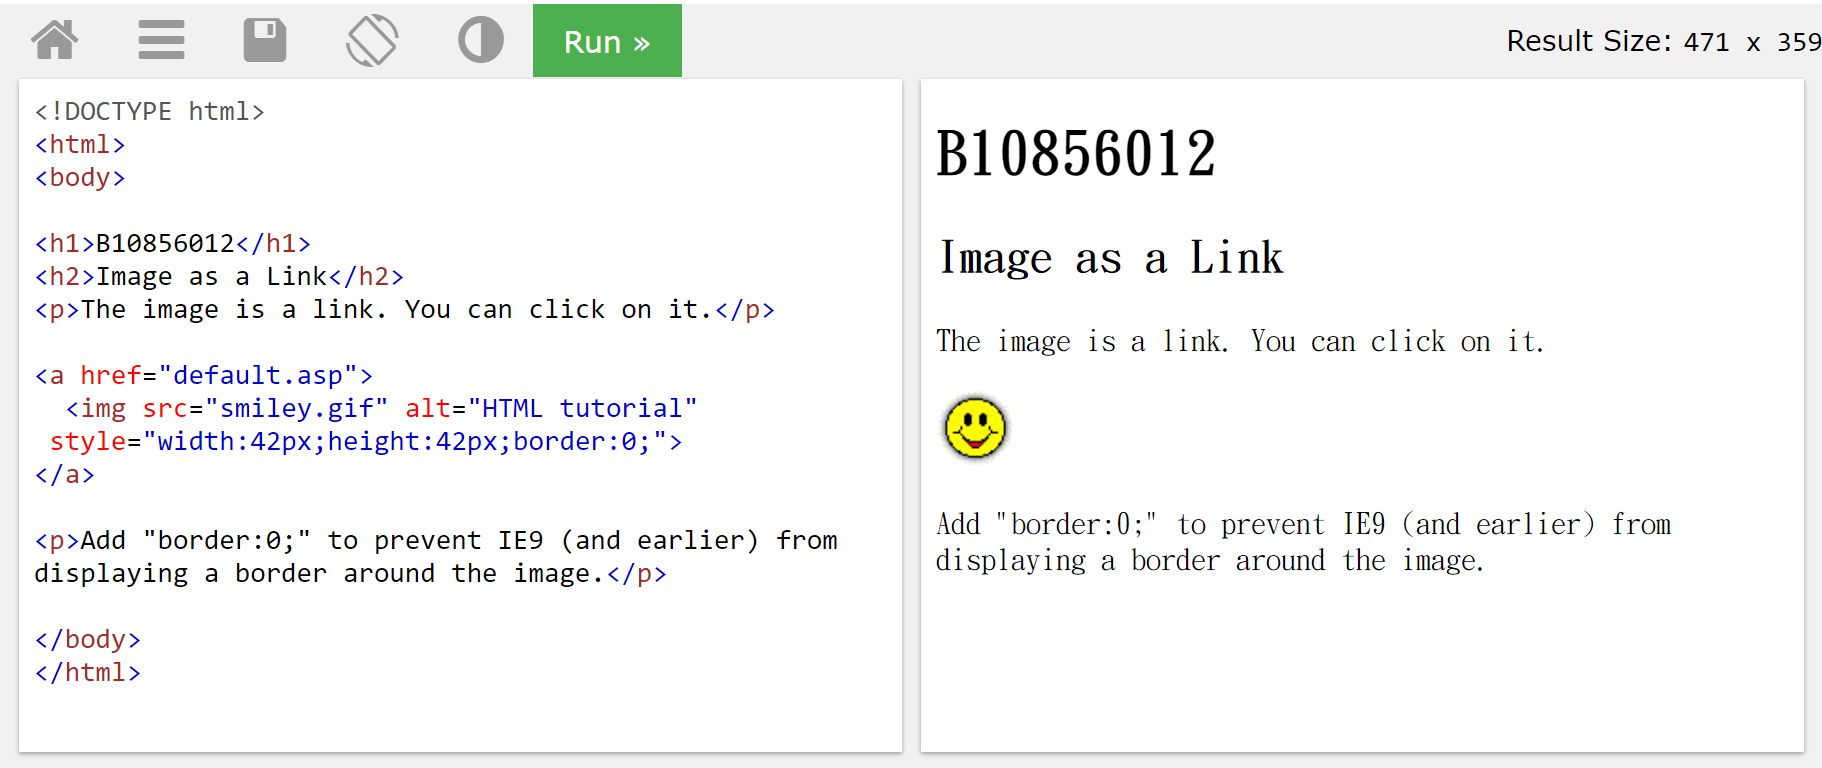 Run »
Result Size: 471 x 359
<!DOCTYPE html>
<html>
<body>
<h1>B10856012</h1>
<h2>Image as a Link</h2>
<p>The image is a link. You can click on it.</p>
<a href="default.asp">
  <img src="smiley.gif" alt="HTML tutorial"
 style="width:42px;height:42px;border:0;">
</a>
<p>Add "border:0;" to prevent IE9 (and earlier) from
displaying a border around the image.</p>
</body>
</html>
B10856012
Image as a Link
The image is a link. You can click on it.
Add "border:0;" to prevent IE9 (and earlier) from
displaying a border around the image.